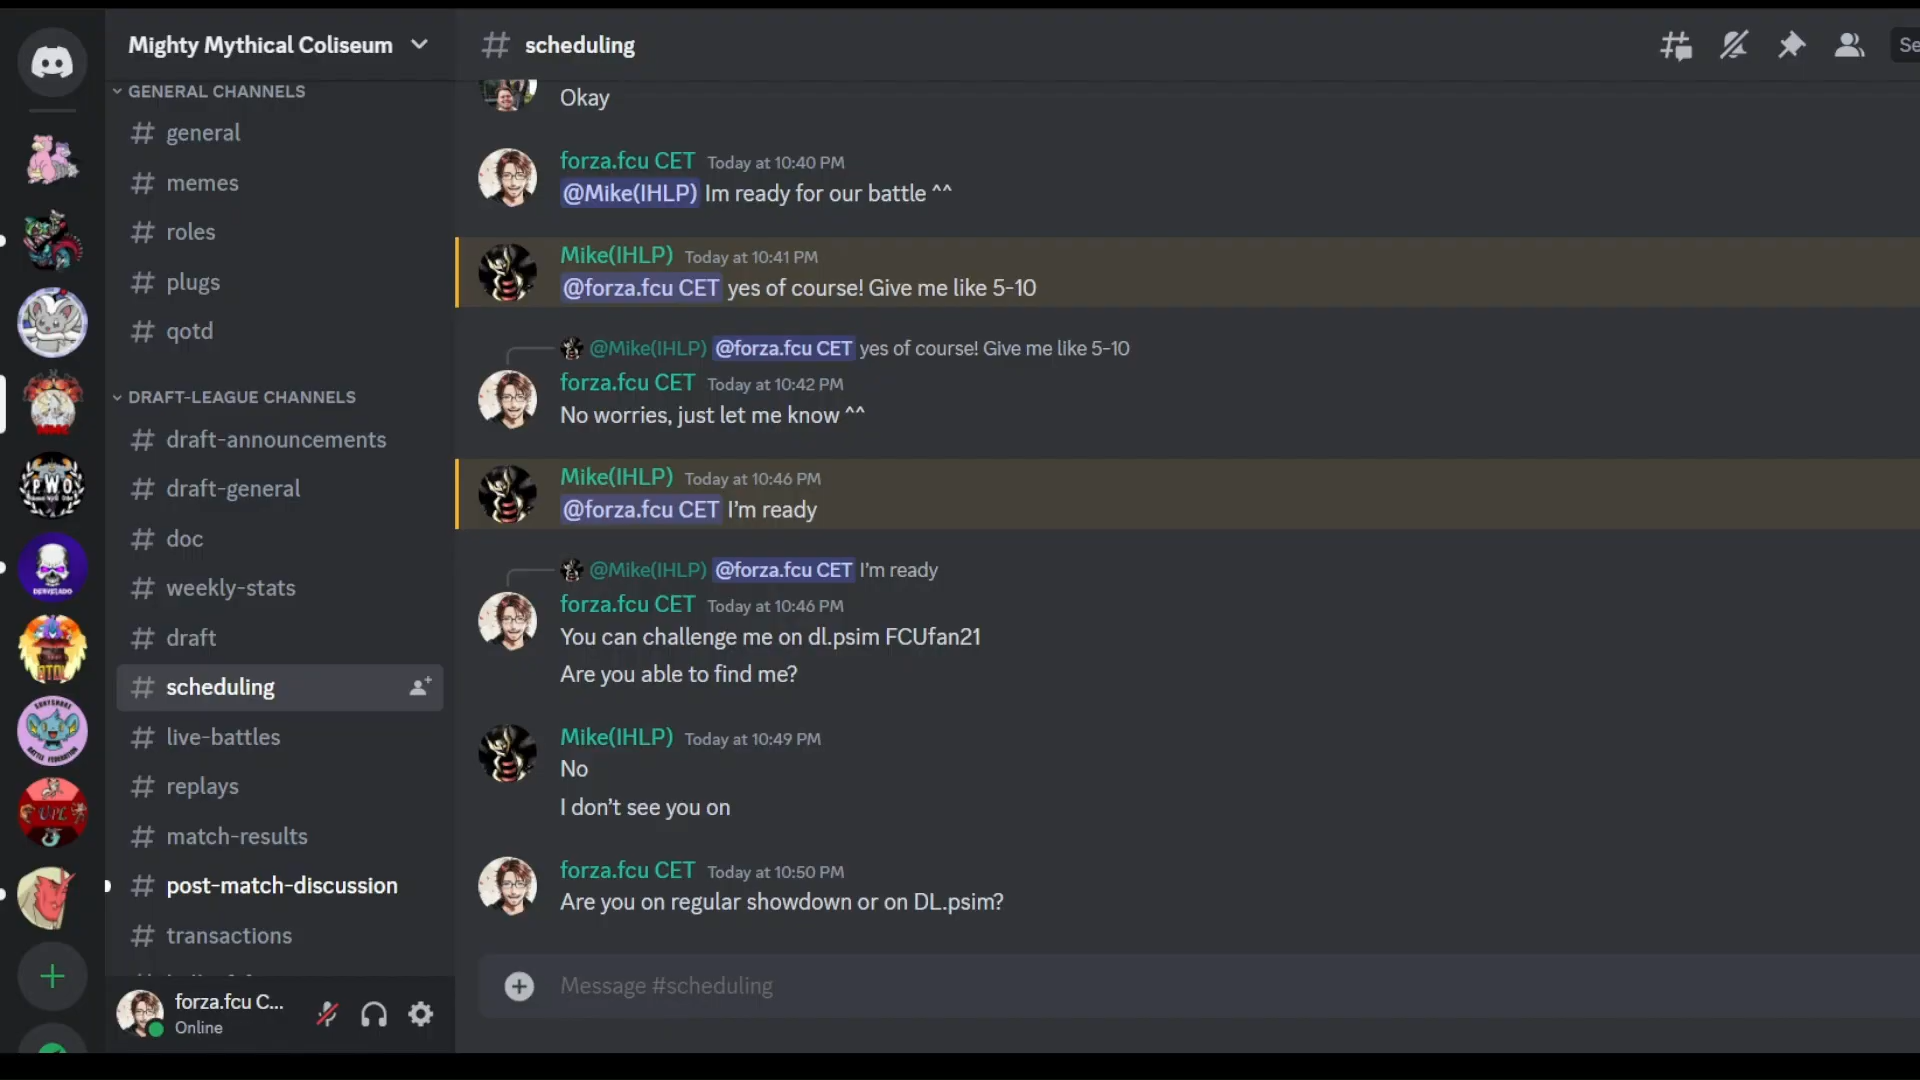 Mighty Mythical Coliseum
GENERAL CHANNELS
general
memes
roles
plugs
qotd
DRAFT-LEAGUE CHANNELS
draft-announcements
draft-general
doc
weekly-stats
draft
scheduling
live-battles
replays
match-results
post-match-discussion
transactions
forza.fcu C...
Online
MMC
PWO
UPL
# scheduling
Se
Okay
forza.fcu CET Today at 10:40 PM
@Mike(IHLP) Im ready for our battle ^^
Mike(IHLP) Today at 10:41 PM
@forza.fcu CET yes of course! Give me like 5-10
@Mike(IHLP) @forza.fcu CET yes of course! Give me like 5-10
forza.fcu CET Today at 10:42 PM
No worries, just let me know ^^
Mike(IHLP) Today at 10:46 PM
@forza.fcu CET I’m ready
@Mike(IHLP) @forza.fcu CET I’m ready
forza.fcu CET Today at 10:46 PM
You can challenge me on dl.psim FCUfan21
Are you able to find me?
Mike(IHLP) Today at 10:49 PM
No
I don’t see you on
forza.fcu CET Today at 10:50 PM
Are you on regular showdown or on DL.psim?
Message #scheduling